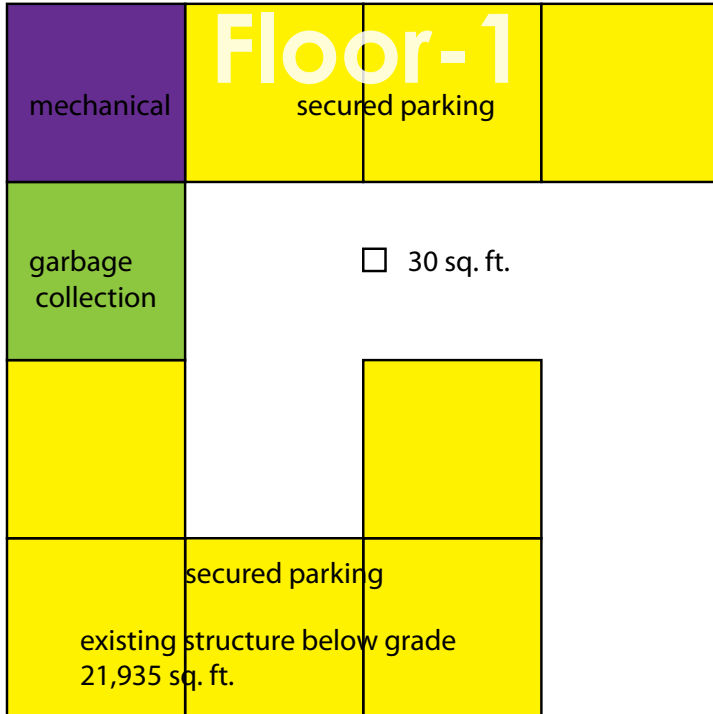 Floor-1
mechanical
secured parking
garbage
collection
30 sq. ft.
secured parking
existing structure below grade
21,935 sq. ft.